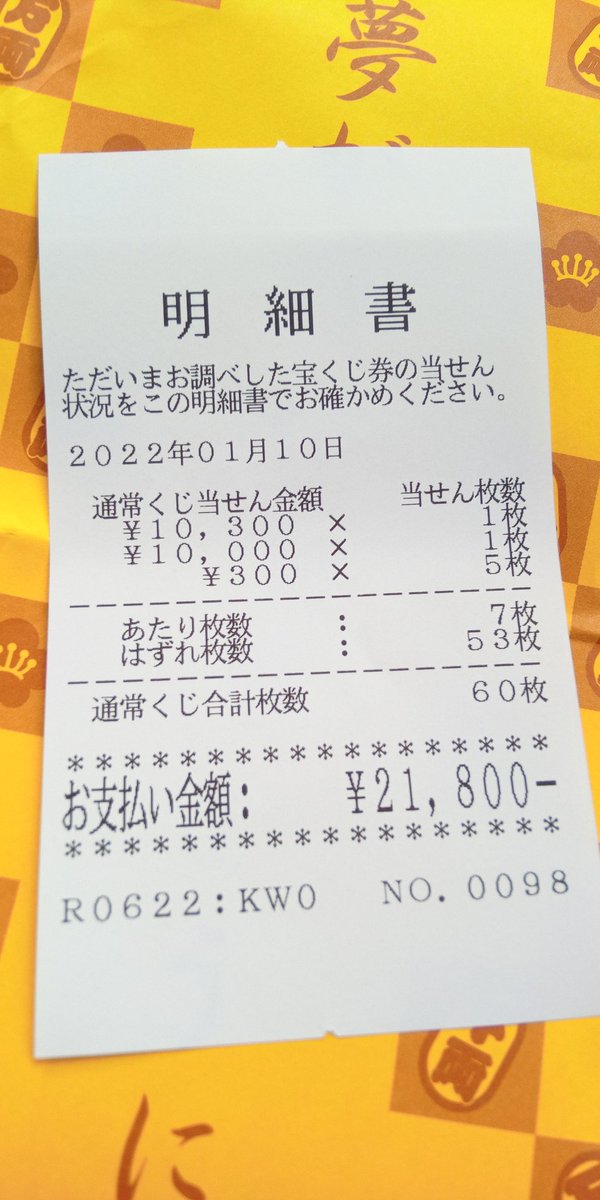 万両
夢
だ
明細書
ただいまお調べした宝くじ券の当せん
状況をこの明細書でお確かめください。
2022年01月10日
通常くじ当せん金額 当せん枚数
¥10,300 × 1枚
¥10,000 × 1枚
¥300 × 5枚
－－－－－－－－－－－－－－－－－
あたり枚数 : 7枚
はずれ枚数 : 53枚
－－－－－－－－－－－－－－－－－
通常くじ合計枚数 60枚
******************
お支払い金額: ¥21,800-
******************
R0622:KW0 NO.0098
に